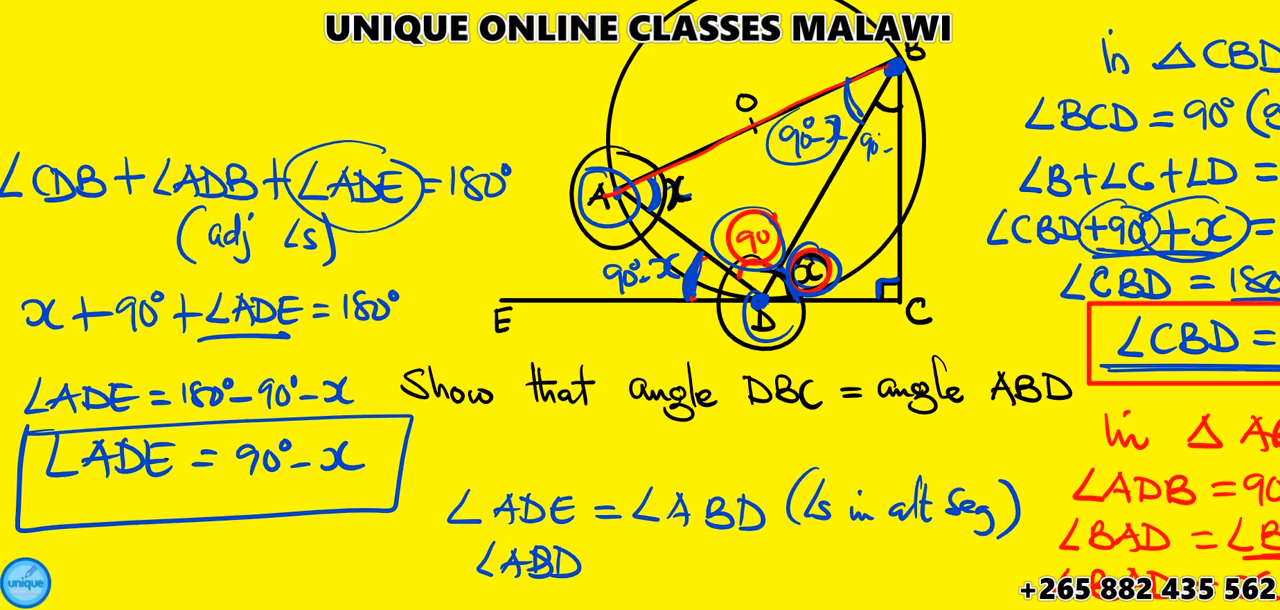 UNIQUE ONLINE CLASSES MALAWI
∠CDB + ∠ADB + ∠ADE = 180°
(adj ∠s)
x + 90° + ∠ADE = 180°
∠ADE = 180° - 90° - x
∠ADE = 90° - x
B
O
90° - x
90 -
A
x
90
90° - x
x
E
D
C
Show that angle DBC = angle ABD
∠ADE = ∠ABD (∠s in alt seg)
∠ABD
In △CBD
∠BCD = 90° (
∠B + ∠C + ∠D =
∠CBD + 90° + x =
∠CBD = 180
∠CBD =
In △ A
∠ADB = 90
∠BAD = ∠B
unique
+265 882 435 562